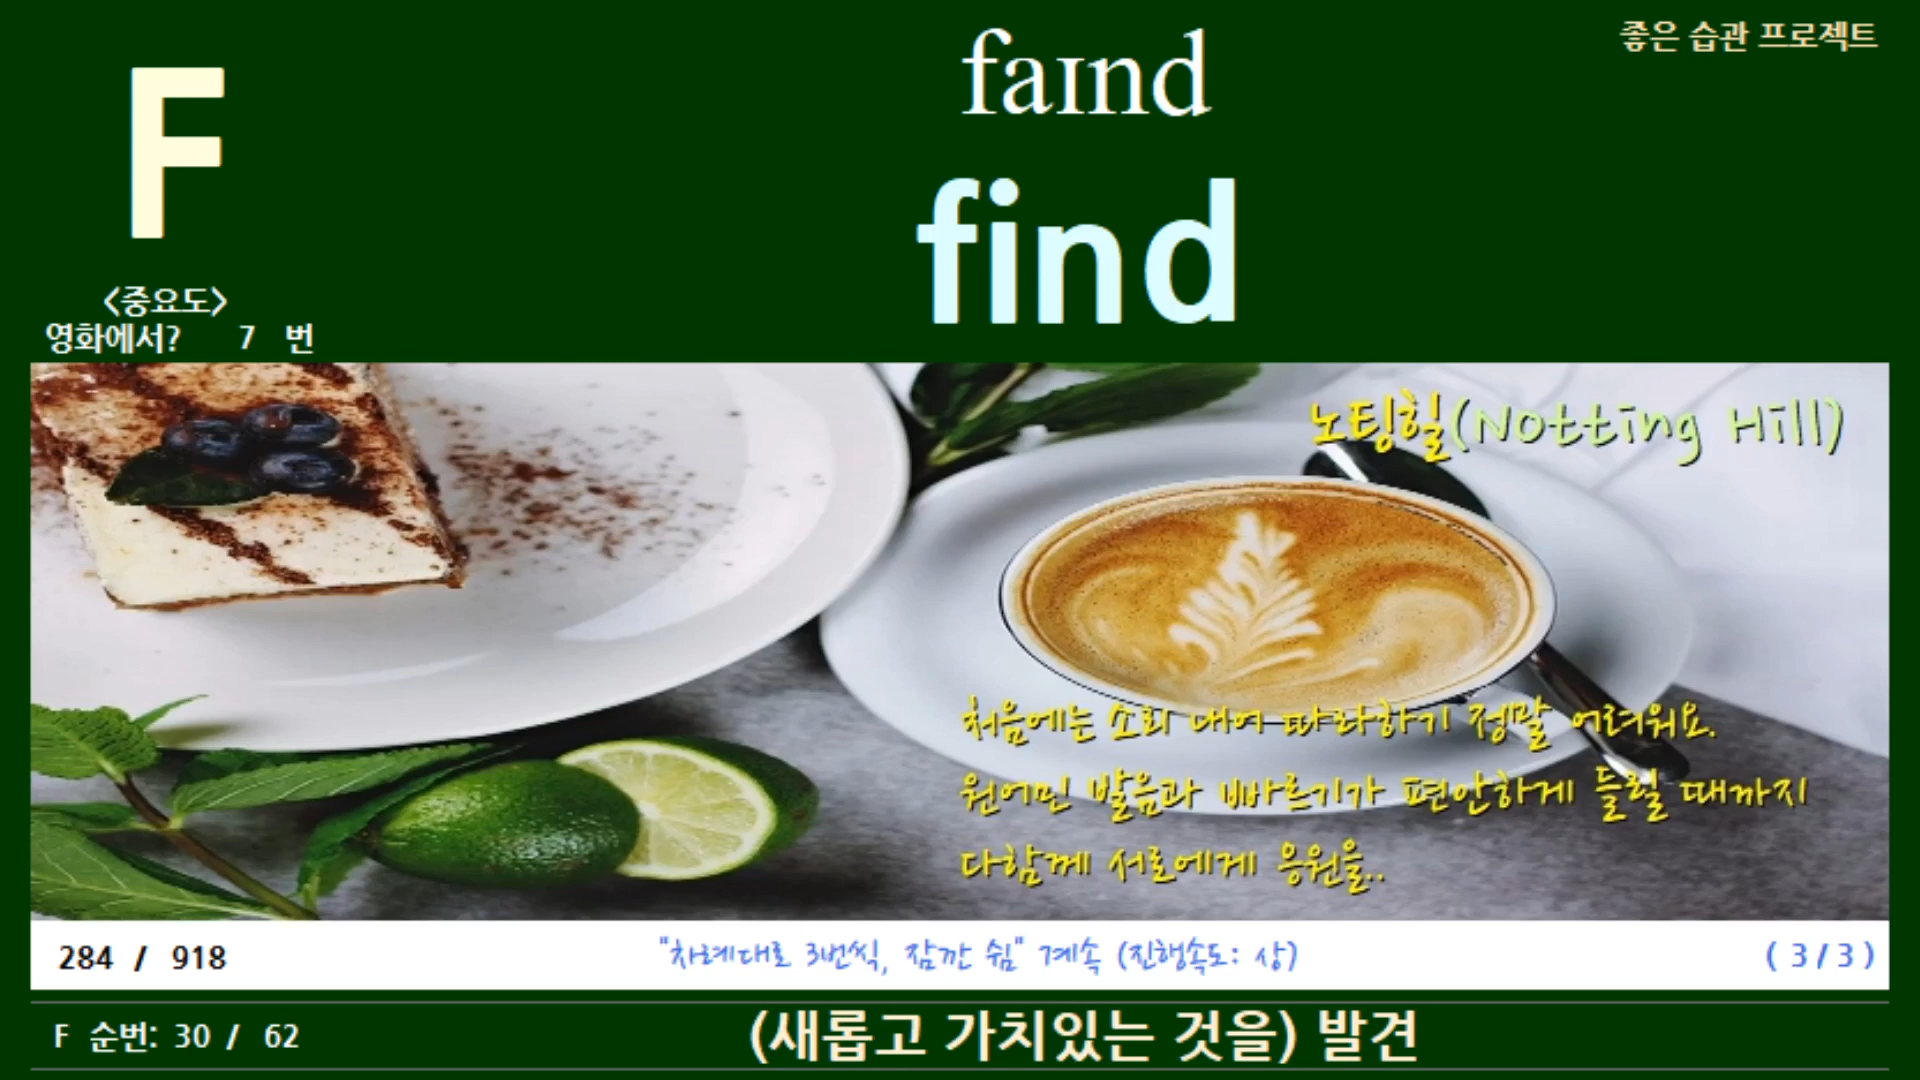 좋은 습관 프로젝트
F
faɪnd
find
<중요도>
영화에서? 7 번
노팅힐(Notting Hill)
처음에는 소리 내어 따라하기 정말 어려워요.
원어민 발음과 빠르기가 편안하게 들릴 때까지
다함께 서로에게 응원을..
284 / 918
"차례대로 3번씩, 잠깐 쉼" 계속 (진행속도: 상)
( 3 / 3 )
F 순번: 30 / 62
(새롭고 가치있는 것을) 발견